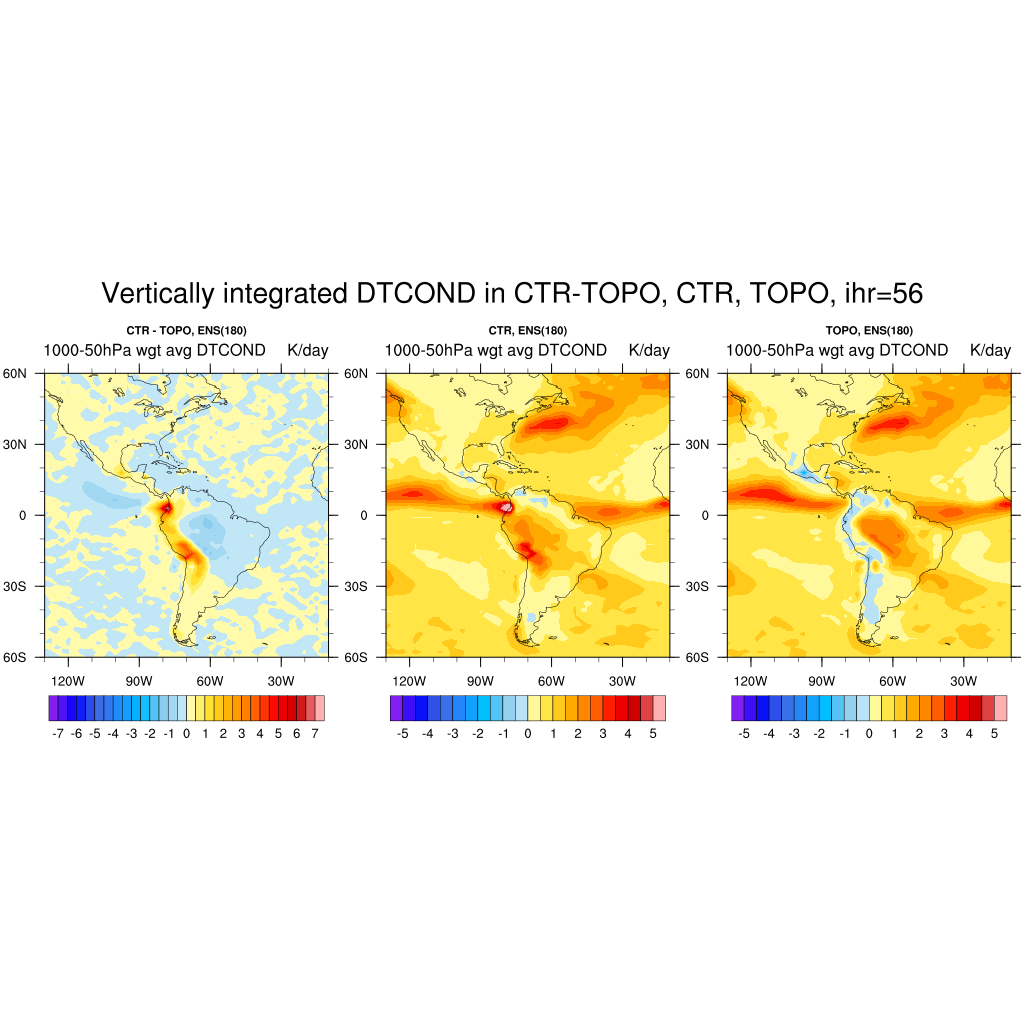 Vertically integrated DTCOND in CTR-TOPO, CTR, TOPO, ihr=56
CTR - TOPO, ENS(180)
1000-50hPa wgt avg DTCOND K/day
60N
30N
0
30S
60S
120W 90W 60W 30W
-7 -6 -5 -4 -3 -2 -1 0 1 2 3 4 5 6 7
CTR, ENS(180)
1000-50hPa wgt avg DTCOND K/day
60N
30N
0
30S
60S
120W 90W 60W 30W
-5 -4 -3 -2 -1 0 1 2 3 4 5
TOPO, ENS(180)
1000-50hPa wgt avg DTCOND K/day
60N
30N
0
30S
60S
120W 90W 60W 30W
-5 -4 -3 -2 -1 0 1 2 3 4 5